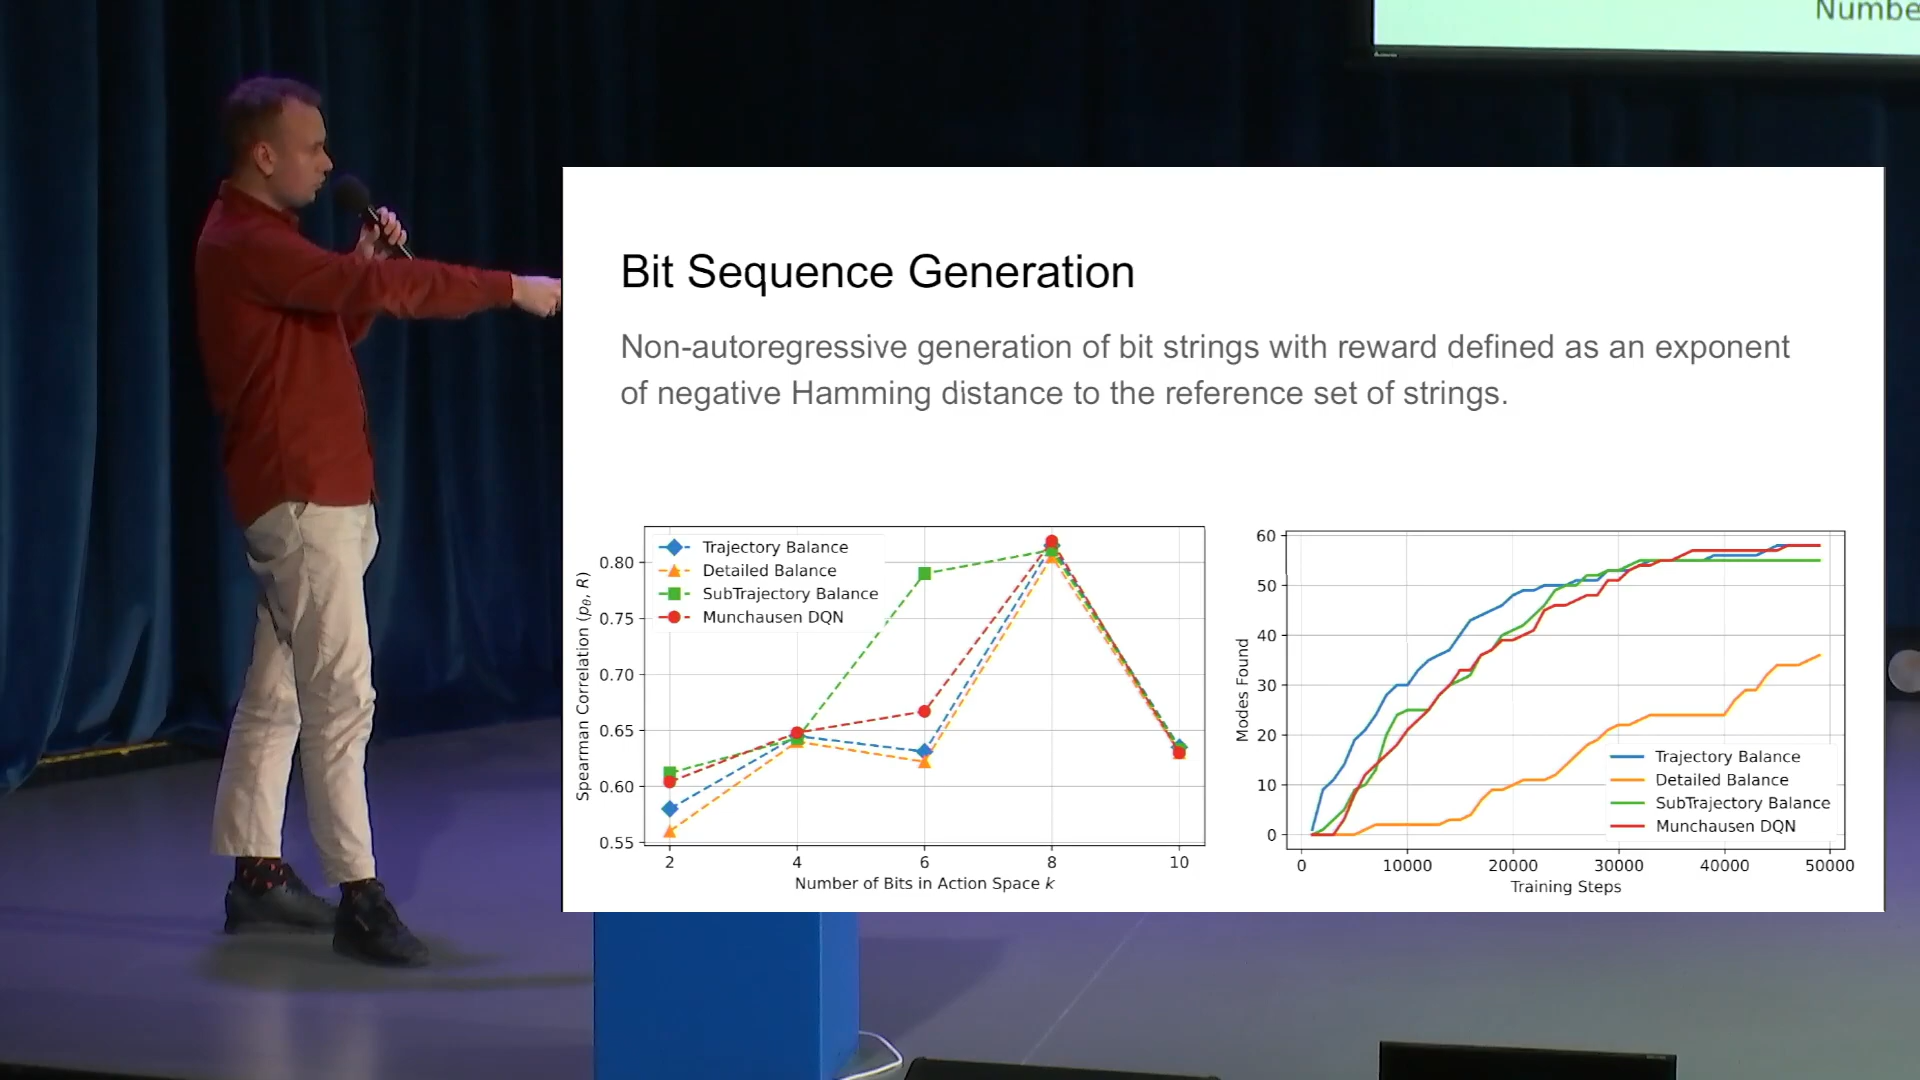 Numbe
Bit Sequence Generation
Non-autoregressive generation of bit strings with reward defined as an exponent
of negative Hamming distance to the reference set of strings.
Trajectory Balance
Detailed Balance
SubTrajectory Balance
Munchausen DQN
0.80
0.75
0.70
0.65
0.60
0.55
Spearman Correlation (pθ, R)
2 4 6 8 10
Number of Bits in Action Space k
60
50
40
30
20
10
0
Modes Found
Trajectory Balance
Detailed Balance
SubTrajectory Balance
Munchausen DQN
0 10000 20000 30000 40000 50000
Training Steps